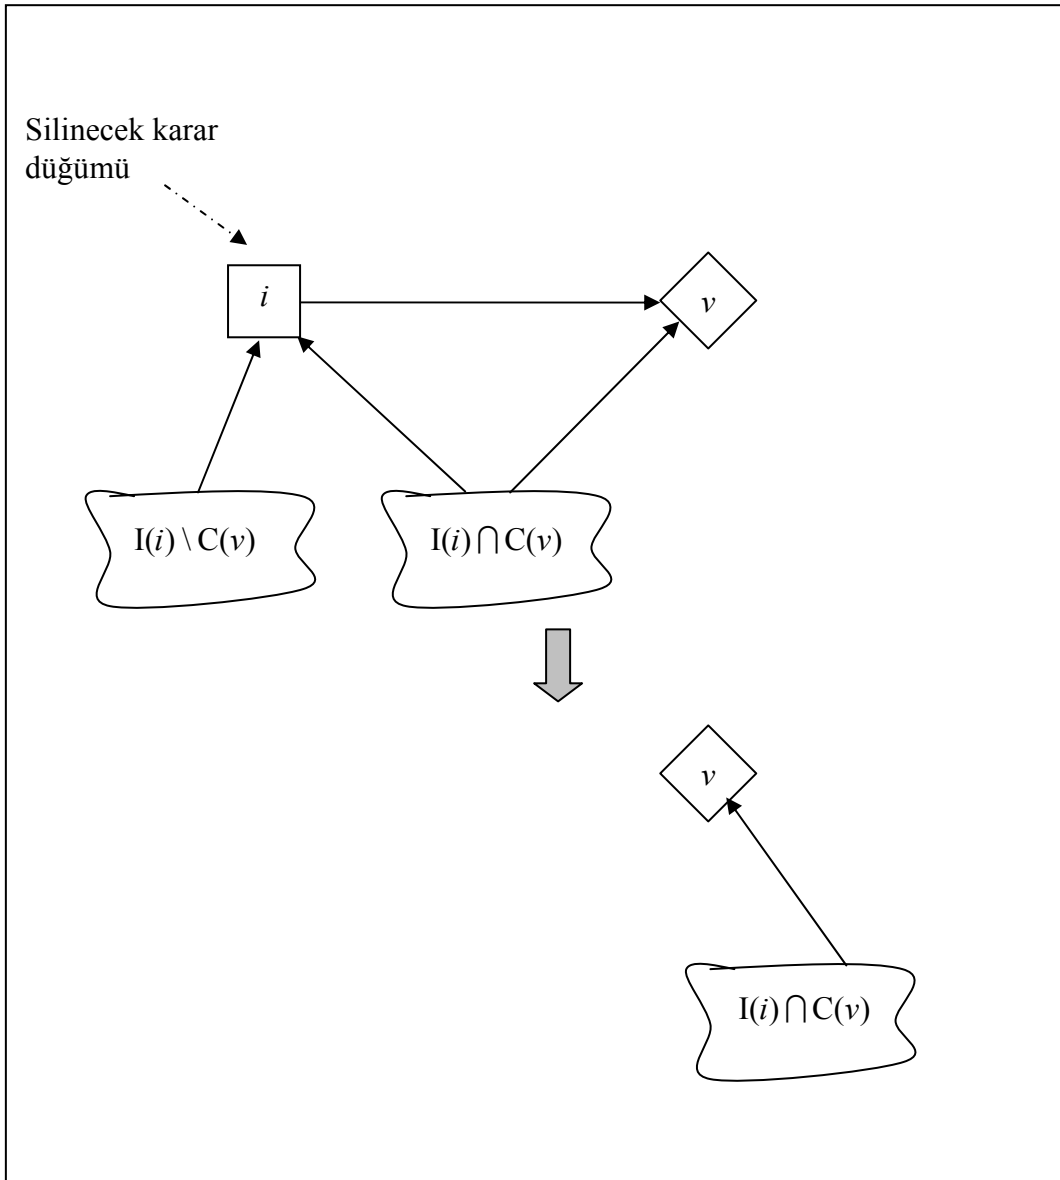 Silinecek karar
düğümü
i
v
I(i) \ C(v)
I(i)⋂C(v)
v
I(i)⋂C(v)